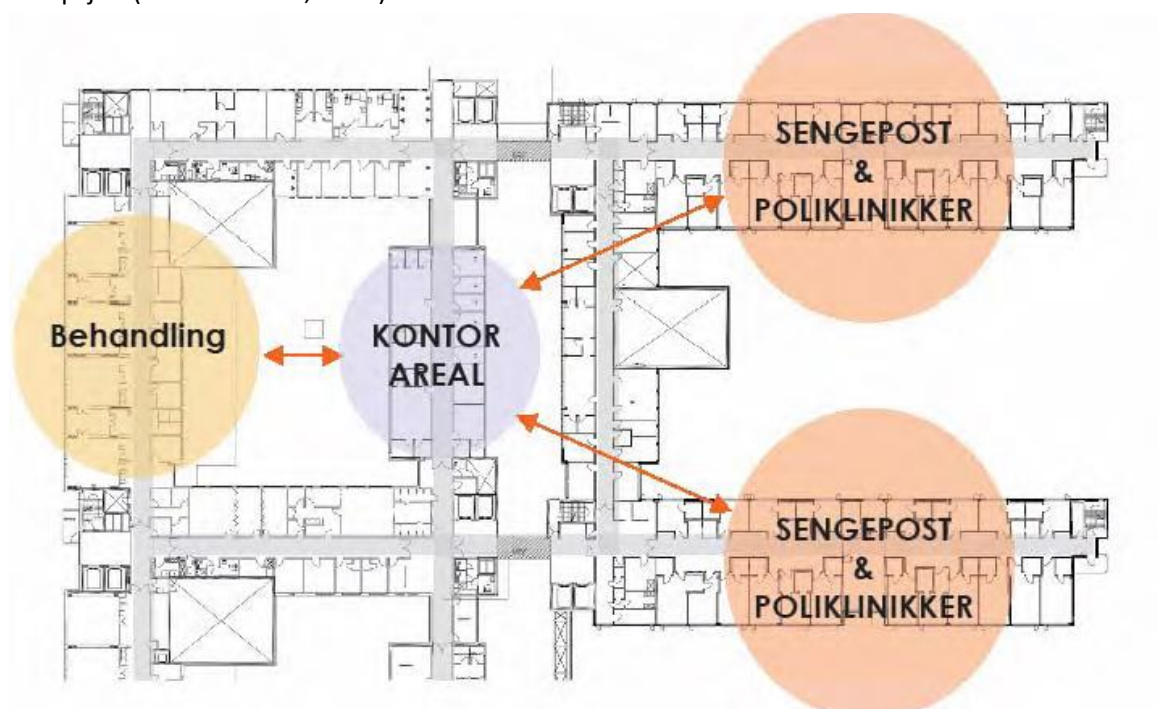 SENGEPOST
&
POLIKLINIKKER
Behandling
KONTOR
AREAL
SENGEPOST
&
POLIKLINIKKER